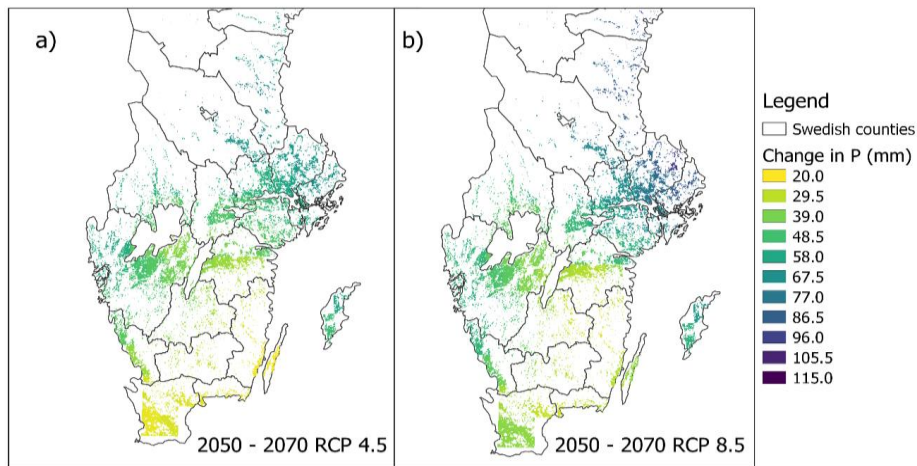 a)
b)
2050 - 2070 RCP 4.5
2050 - 2070 RCP 8.5
Legend
Swedish counties
Change in P (mm)
20.0
29.5
39.0
48.5
58.0
67.5
77.0
86.5
96.0
105.5
115.0